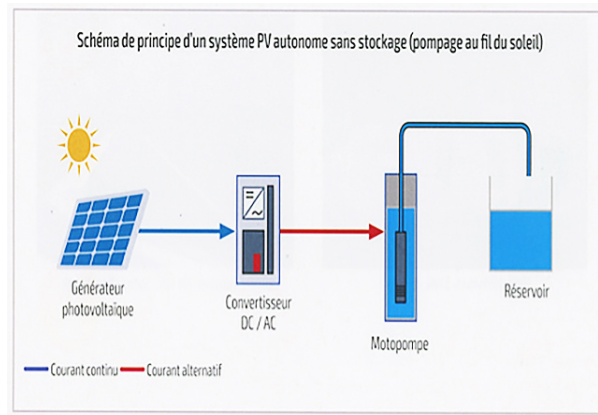 Schéma de principe d'un système PV autonome sans stockage (pompage au fil du soleil)
Générateur
photovoltaïque
Convertisseur
DC / AC
Motopompe
Réservoir
Courant continu
Courant alternatif